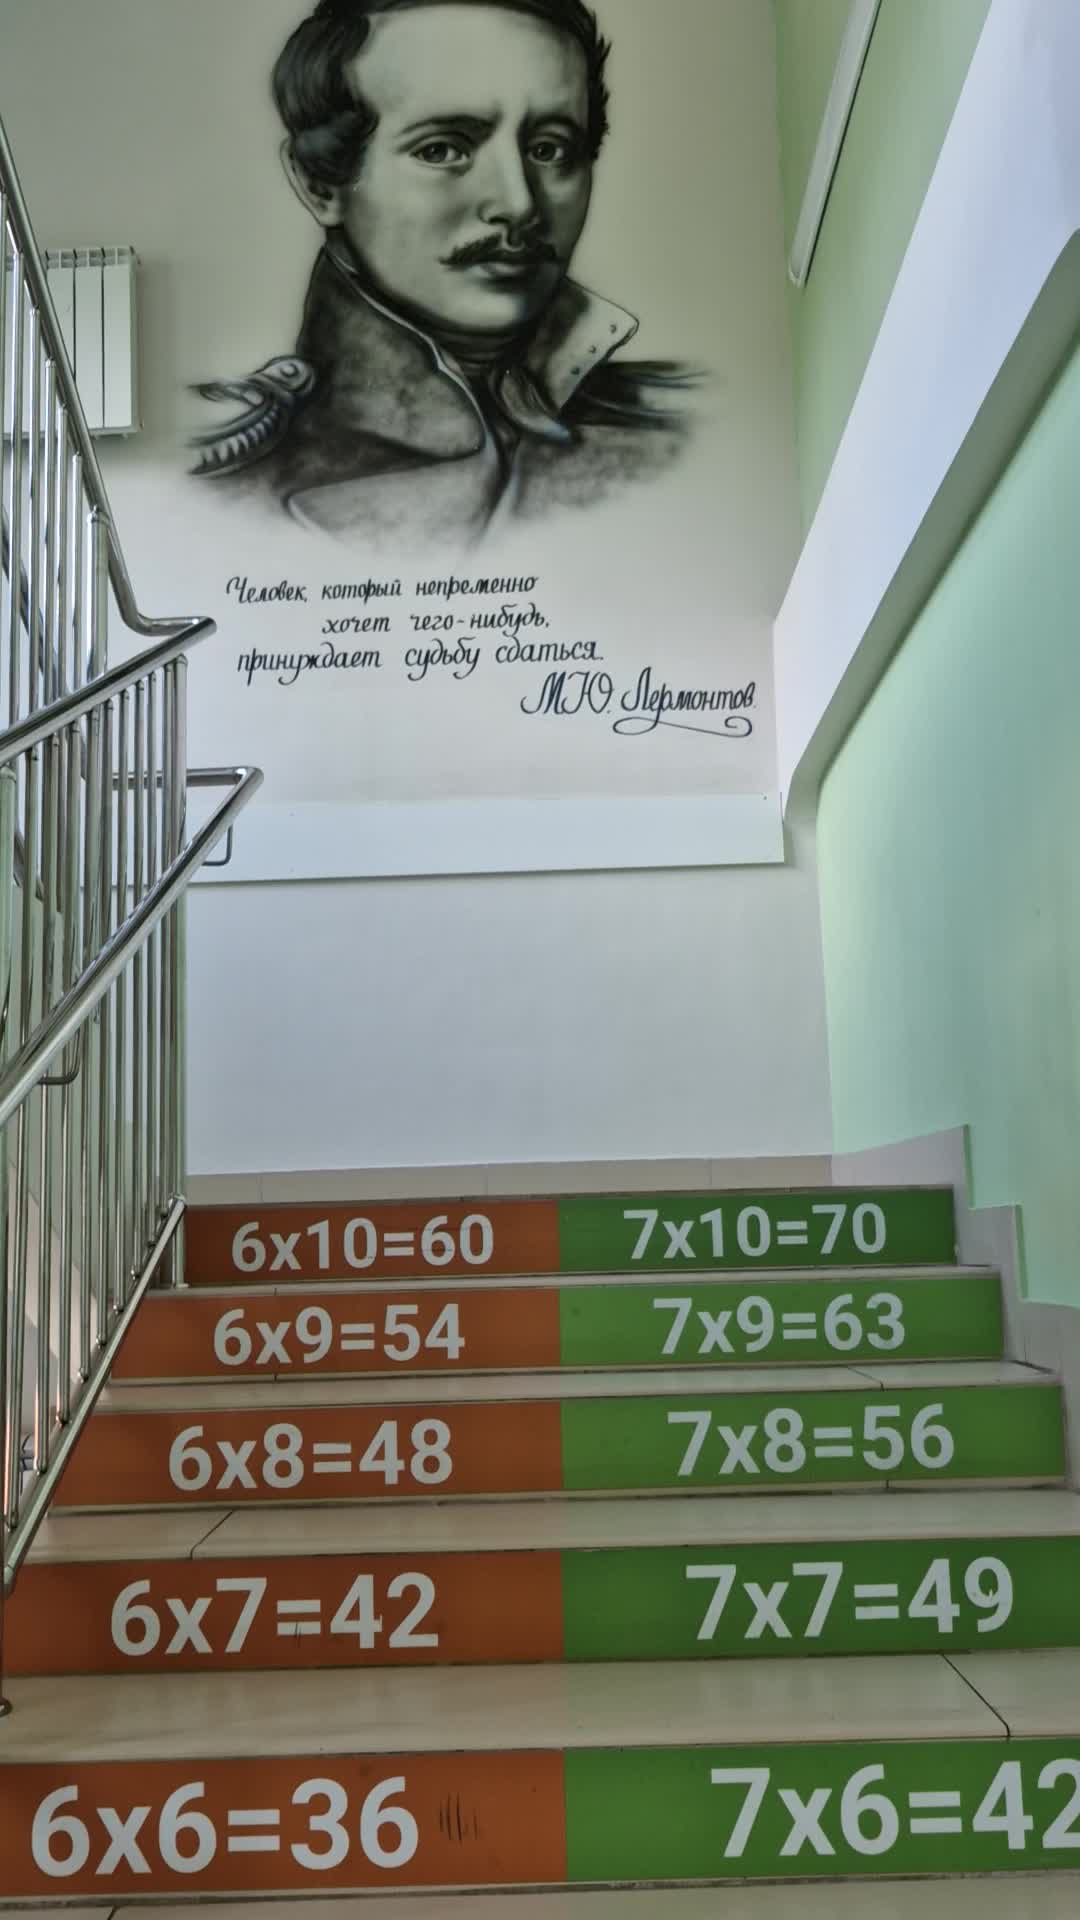 Человек, который непременно
хочет чего-нибудь,
принуждает судьбу сдаться.
М.Ю. Лермонтов.
6x10=60 7x10=70
6x9=54 7x9=63
6x8=48 7x8=56
6x7=42 7x7=49
6x6=36 7x6=42